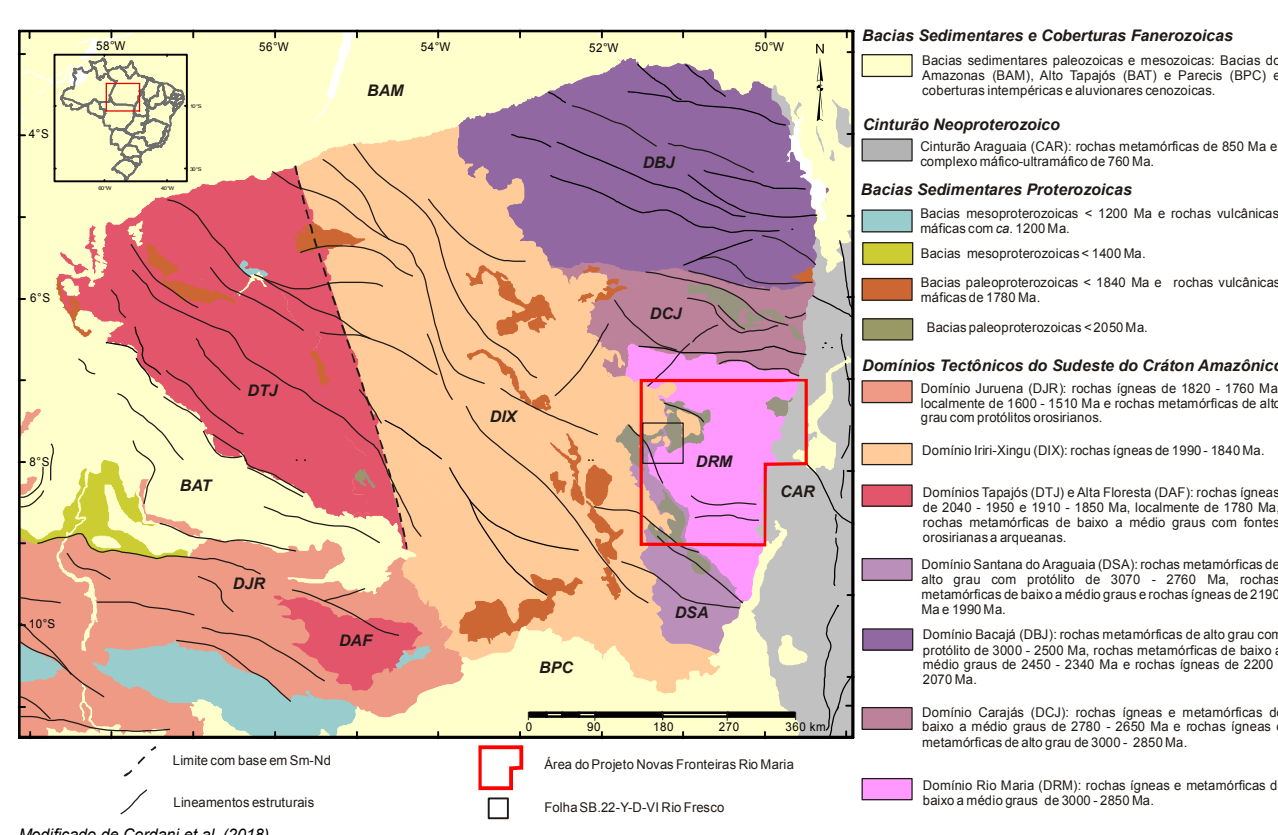 58°W
56°W
54°W
52°W
50°W
N
10°S
30°S
60°W
40°W
4°S
6°S
8°S
10°S
BAM
DBJ
DCJ
DTJ
DIX
DRM
CAR
BAT
DJR
DAF
DSA
BPC
0 90 180 270 360 km
Limite com base em Sm-Nd
Lineamentos estruturais
Área do Projeto Novas Fronteiras Rio Maria
Folha SB.22-Y-D-VI Rio Fresco
Modificado de Cordani et al. (2018)
Bacias Sedimentares e Coberturas Fanerozoicas
Bacias sedimentares paleozoicas e mesozoicas: Bacias do
Amazonas (BAM), Alto Tapajós (BAT) e Parecis (BPC) e
coberturas intempéricas e aluvionares cenozoicas.
Cinturão Neoproterozoico
Cinturão Araguaia (CAR): rochas metamórficas de 850 Ma e
complexo máfico-ultramáfico de 760 Ma.
Bacias Sedimentares Proterozoicas
Bacias mesoproterozoicas < 1200 Ma e rochas vulcânicas
máficas com ca. 1200 Ma.
Bacias mesoproterozoicas < 1400 Ma.
Bacias paleoproterozoicas < 1840 Ma e rochas vulcânicas
máficas de 1780 Ma.
Bacias paleoproterozoicas < 2050 Ma.
Domínios Tectônicos do Sudeste do Cráton Amazônico
Domínio Juruena (DJR): rochas ígneas de 1820 - 1760 Ma,
localmente de 1600 - 1510 Ma e rochas metamórficas de alto
grau com protólitos orosirianos.
Domínio Iriri-Xingu (DIX): rochas ígneas de 1990 - 1840 Ma.
Domínios Tapajós (DTJ) e Alta Floresta (DAF): rochas ígneas
de 2040 - 1950 e 1910 - 1850 Ma, localmente de 1780 Ma,
rochas metamórficas de baixo a médio graus com fontes
orosirianas a arqueanas.
Domínio Santana do Araguaia (DSA): rochas metamórficas de
alto grau com protólito de 3070 - 2760 Ma, rochas
metamórficas de baixo a médio graus e rochas ígneas de 2190
Ma e 1990 Ma.
Domínio Bacajá (DBJ): rochas metamórficas de alto grau com
protólito de 3000 - 2500 Ma, rochas metamórficas de baixo a
médio graus de 2450 - 2340 Ma e rochas ígneas de 2200
2070 Ma.
Domínio Carajás (DCJ): rochas ígneas e metamórficas de
baixo a médio graus de 2780 - 2650 Ma e rochas ígneas e
metamórficas de alto grau de 3000 - 2850 Ma.
Domínio Rio Maria (DRM): rochas ígneas e metamórficas d
baixo a médio graus de 3000 - 2850 Ma.